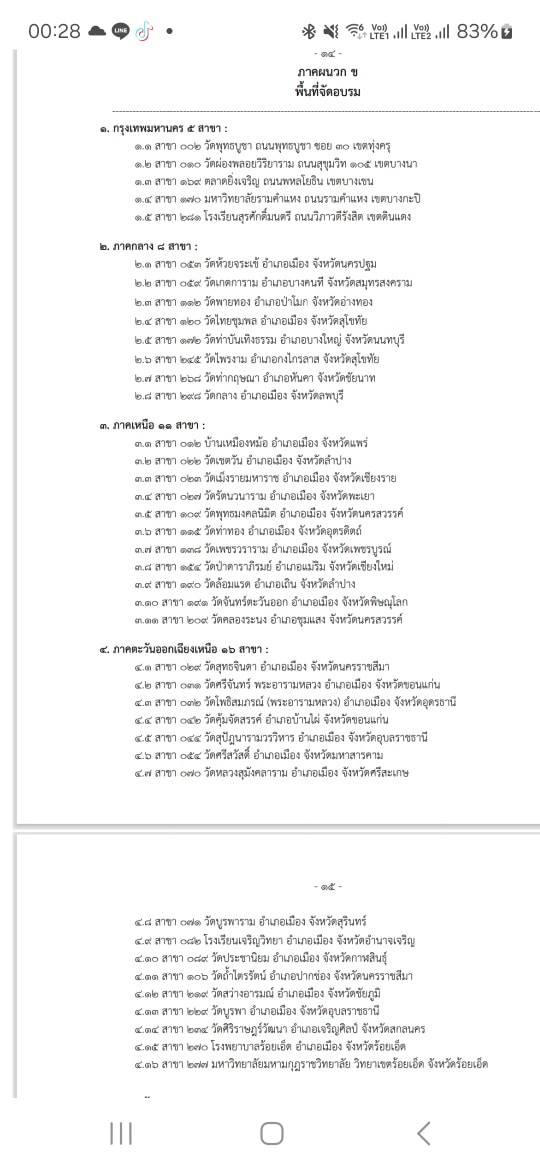 00:28
LINE
Vo)) LTE1 Vo)) LTE2 83%
- ๑๔ -
ภาคผนวก ข
พื้นที่จัดอบรม
๑. กรุงเทพมหานคร ๕ สาขา :
๑.๑ สาขา ๐๐๒ วัดพุทธบูชา ถนนพุทธบูชา ซอย ๓๐ เขตทุ่งครุ
๑.๒ สาขา ๐๑๐ วัดผ่องพลอยวิริยาราม ถนนสุขุมวิท ๑๐๕ เขตบางนา
๑.๓ สาขา ๑๖๙ ตลาดยิ่งเจริญ ถนนพหลโยธิน เขตบางเขน
๑.๔ สาขา ๑๗๐ มหาวิทยาลัยรามคำแหง ถนนรามคำแหง เขตบางกะปิ
๑.๕ สาขา ๒๘๑ โรงเรียนสุรศักดิ์มนตรี ถนนวิภาวดีรังสิต เขตดินแดง
๒. ภาคกลาง ๘ สาขา :
๒.๑ สาขา ๐๕๓ วัดห้วยจระเข้ อำเภอเมือง จังหวัดนครปฐม
๒.๒ สาขา ๐๕๙ วัดเกตการาม อำเภอบางคนที จังหวัดสมุทรสงคราม
๒.๓ สาขา ๑๑๒ วัดพายทอง อำเภอป่าโมก จังหวัดอ่างทอง
๒.๔ สาขา ๑๒๐ วัดไทยชุมพล อำเภอเมือง จังหวัดสุโขทัย
๒.๕ สาขา ๑๗๒ วัดท่าบันเทิงธรรม อำเภอบางใหญ่ จังหวัดนนทบุรี
๒.๖ สาขา ๒๔๕ วัดไพรงาม อำเภอกงไกรลาส จังหวัดสุโขทัย
๒.๗ สาขา ๒๖๘ วัดท่ากฤษณา อำเภอหันคา จังหวัดชัยนาท
๒.๘ สาขา ๒๙๘ วัดกลาง อำเภอเมือง จังหวัดลพบุรี
๓. ภาคเหนือ ๑๑ สาขา :
๓.๑ สาขา ๐๑๒ บ้านเหมืองหม้อ อำเภอเมือง จังหวัดแพร่
๓.๒ สาขา ๐๒๒ วัดเชตวัน อำเภอเมือง จังหวัดลำปาง
๓.๓ สาขา ๐๒๓ วัดเม็งรายมหาราช อำเภอเมือง จังหวัดเชียงราย
๓.๔ สาขา ๐๒๗ วัดรัตนวนาราม อำเภอเมือง จังหวัดพะเยา
๓.๕ สาขา ๑๐๙ วัดพุทธมงคลนิมิต อำเภอเมือง จังหวัดนครสวรรค์
๓.๖ สาขา ๑๑๕ วัดท่าทอง อำเภอเมือง จังหวัดอุตรดิตถ์
๓.๗ สาขา ๑๓๘ วัดเพชรวราราม อำเภอเมือง จังหวัดเพชรบูรณ์
๓.๘ สาขา ๑๕๔ วัดป่าดาราภิรมย์ อำเภอแม่ริม จังหวัดเชียงใหม่
๓.๙ สาขา ๑๙๐ วัดล้อมแรด อำเภอเถิน จังหวัดลำปาง
๓.๑๐ สาขา ๑๙๑ วัดจันทร์ตะวันออก อำเภอเมือง จังหวัดพิษณุโลก
๓.๑๑ สาขา ๒๐๙ วัดคลองระนง อำเภอชุมแสง จังหวัดนครสวรรค์
๔. ภาคตะวันออกเฉียงเหนือ ๑๖ สาขา :
๔.๑ สาขา ๐๒๙ วัดสุทธจินดา อำเภอเมือง จังหวัดนครราชสีมา
๔.๒ สาขา ๐๓๑ วัดศรีจันทร์ พระอารามหลวง อำเภอเมือง จังหวัดขอนแก่น
๔.๓ สาขา ๐๓๒ วัดโพธิสมภรณ์ (พระอารามหลวง) อำเภอเมือง จังหวัดอุดรธานี
๔.๔ สาขา ๐๔๒ วัดคุ้มจัดสรรค์ อำเภอบ้านไผ่ จังหวัดขอนแก่น
๔.๕ สาขา ๐๔๔ วัดสุปัฏนารามวรวิหาร อำเภอเมือง จังหวัดอุบลราชธานี
๔.๖ สาขา ๐๕๔ วัดศรีสวัสดิ์ อำเภอเมือง จังหวัดมหาสารคาม
๔.๗ สาขา ๐๗๐ วัดหลวงสุมังคลาราม อำเภอเมือง จังหวัดศรีสะเกษ
- ๑๕ -
๔.๘ สาขา ๐๗๑ วัดบูรพาราม อำเภอเมือง จังหวัดสุรินทร์
๔.๙ สาขา ๐๘๒ โรงเรียนเจริญวิทยา อำเภอเมือง จังหวัดอำนาจเจริญ
๔.๑๐ สาขา ๐๘๙ วัดประชานิยม อำเภอเมือง จังหวัดกาฬสินธุ์
๔.๑๑ สาขา ๑๐๖ วัดถ้ำไตรรัตน์ อำเภอปากช่อง จังหวัดนครราชสีมา
๔.๑๒ สาขา ๒๑๙ วัดสว่างอารมณ์ อำเภอเมือง จังหวัดชัยภูมิ
๔.๑๓ สาขา ๒๒๙ วัดบูรพา อำเภอเมือง จังหวัดอุบลราชธานี
๔.๑๔ สาขา ๒๓๔ วัดศิริราษฎร์วัฒนา อำเภอเจริญศิลป์ จังหวัดสกลนคร
๔.๑๕ สาขา ๒๗๐ โรงพยาบาลร้อยเอ็ด อำเภอเมือง จังหวัดร้อยเอ็ด
๔.๑๖ สาขา ๒๗๗ มหาวิทยาลัยมหามกุฏราชวิทยาลัย วิทยาเขตร้อยเอ็ด จังหวัดร้อยเอ็ด